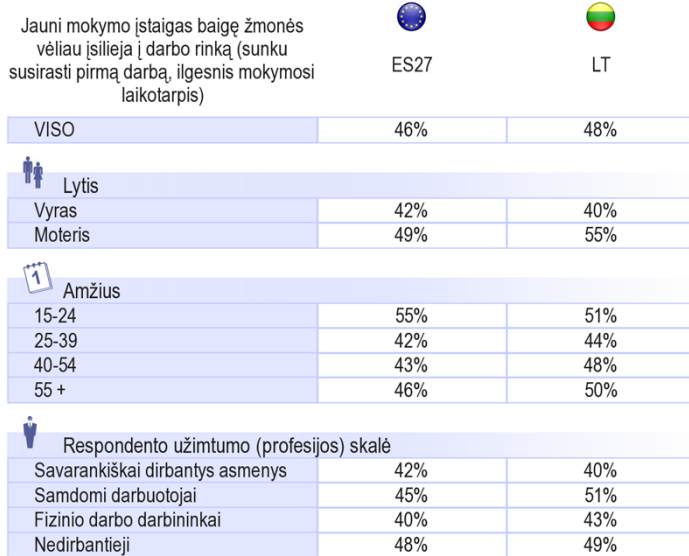 Jauni mokymo įstaigas baigę žmonės
vėliau įsilieja į darbo rinką (sunku
susirasti pirmą darbą, ilgesnis mokymosi
laikotarpis)
ES27 LT
VISO 46% 48%
Lytis
Vyras 42% 40%
Moteris 49% 55%
1
Amžius
15-24 55% 51%
25-39 42% 44%
40-54 43% 48%
55 + 46% 50%
Respondento užimtumo (profesijos) skalė
Savarankiškai dirbantys asmenys 42% 40%
Samdomi darbuotojai 45% 51%
Fizinio darbo darbininkai 40% 43%
Nedirbantieji 48% 49%